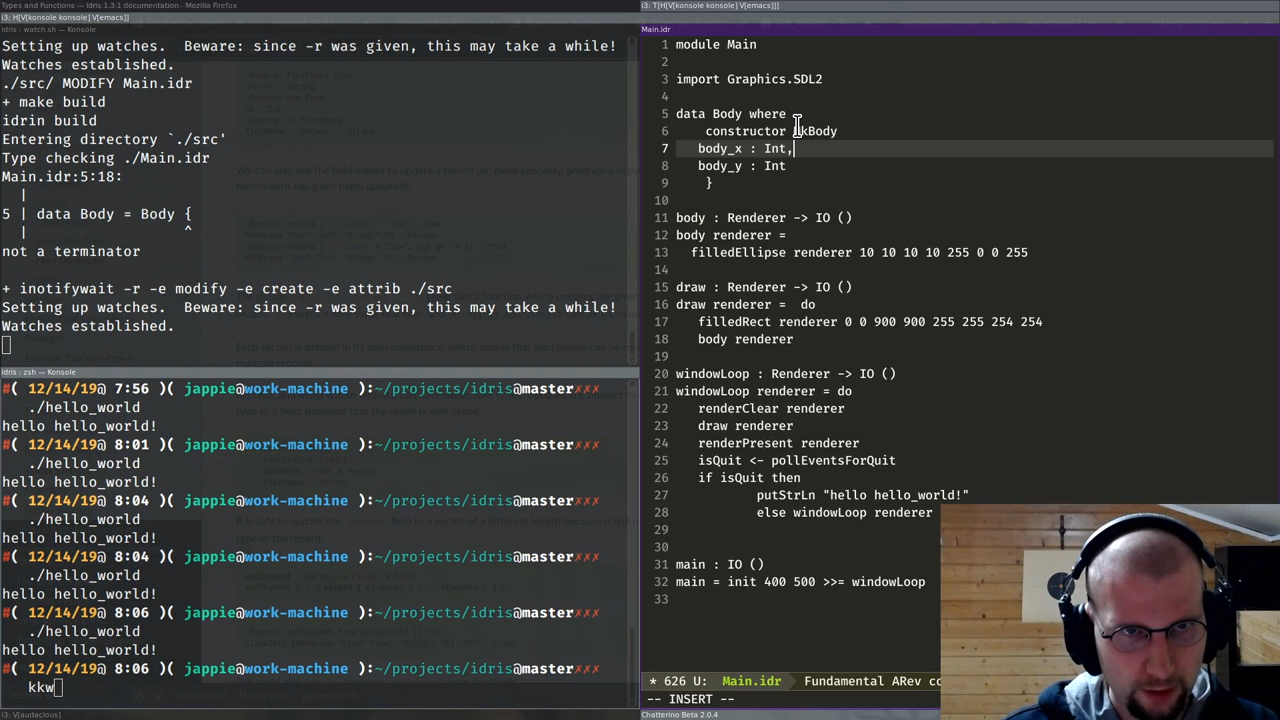 Types and Functions — Idris 1.3.1 documentation - Mozilla Firefox
i3: H[V[konsole konsole] V[emacs]]
idris : watch.sh — Konsole
Setting up watches.  Beware: since -r was given, this may take a while!
Watches established.
./src/ MODIFY Main.idr
+ make build
idrin build
Entering directory `./src'
Type checking ./Main.idr
Main.idr:5:18:
  |
5 | data Body = Body {
  |                  ^
not a terminator
+ inotifywait -r -e modify -e create -e attrib ./src
Setting up watches.  Beware: since -r was given, this may take a while!
Watches established.
idris : zsh — Konsole
#( 12/14/19@ 7:56 )( jappie@work-machine ):~/projects/idris@master✗✗✗
./hello_world
hello hello_world!
#( 12/14/19@ 8:01 )( jappie@work-machine ):~/projects/idris@master✗✗✗
./hello_world
hello hello_world!
#( 12/14/19@ 8:04 )( jappie@work-machine ):~/projects/idris@master✗✗✗
./hello_world
hello hello_world!
#( 12/14/19@ 8:04 )( jappie@work-machine ):~/projects/idris@master✗✗✗
./hello_world
hello hello_world!
#( 12/14/19@ 8:06 )( jappie@work-machine ):~/projects/idris@master✗✗✗
./hello_world
hello hello_world!
#( 12/14/19@ 8:06 )( jappie@work-machine ):~/projects/idris@master✗✗✗
kkw
i3: V[audacious]
i3: T[H[V[konsole konsole] V[emacs]]]
Main.idr
1 module Main
2
3 import Graphics.SDL2
4
5 data Body where
6     constructor MkBody
7    body_x : Int,
8    body_y : Int
9     }
10
11 body : Renderer -> IO ()
12 body renderer =
13   filledEllipse renderer 10 10 10 10 255 0 0 255
14
15 draw : Renderer -> IO ()
16 draw renderer =  do
17    filledRect renderer 0 0 900 900 255 255 254 254
18    body renderer
19
20 windowLoop : Renderer -> IO ()
21 windowLoop renderer = do
22    renderClear renderer
23    draw renderer
24    renderPresent renderer
25    isQuit <- pollEventsForQuit
26    if isQuit then
27            putStrLn "hello hello_world!"
28            else windowLoop renderer
29
30
31 main : IO ()
32 main = init 400 500 >>= windowLoop
33
* 626 U:  Main.idr  Fundamental ARev co
-- INSERT --
Chatterino Beta 2.0.4